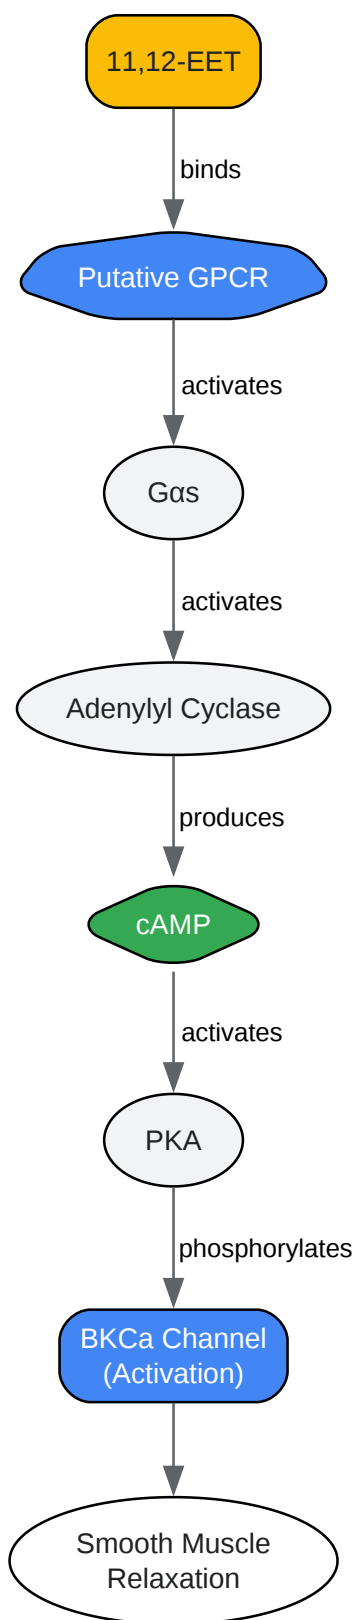 11,12-EET
binds
Putative GPCR
activates
Gαs
activates
Adenylyl Cyclase
produces
cAMP
activates
PKA
phosphorylates
BKCa Channel
(Activation)
Smooth Muscle
Relaxation